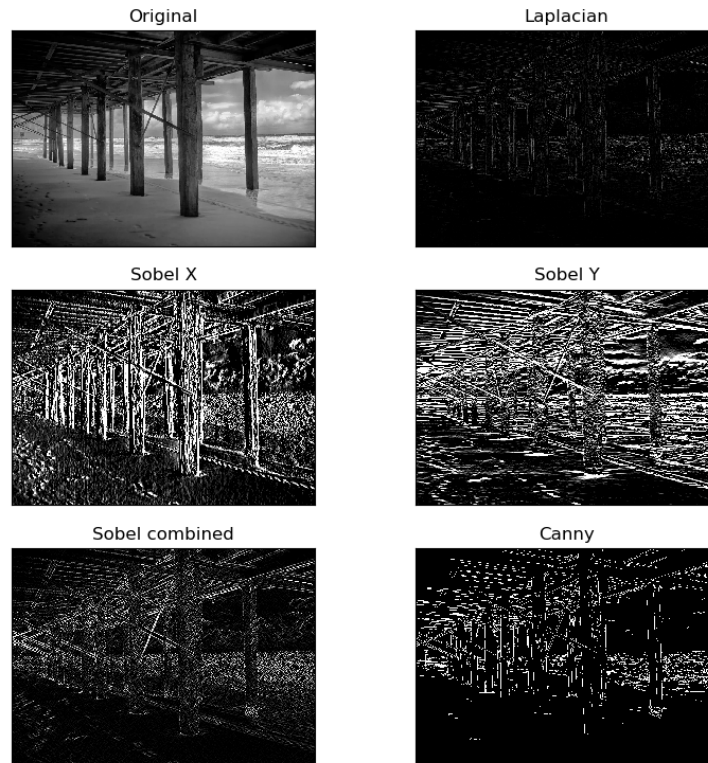 Original
Laplacian
Sobel X
Sobel Y
Sobel combined
Canny